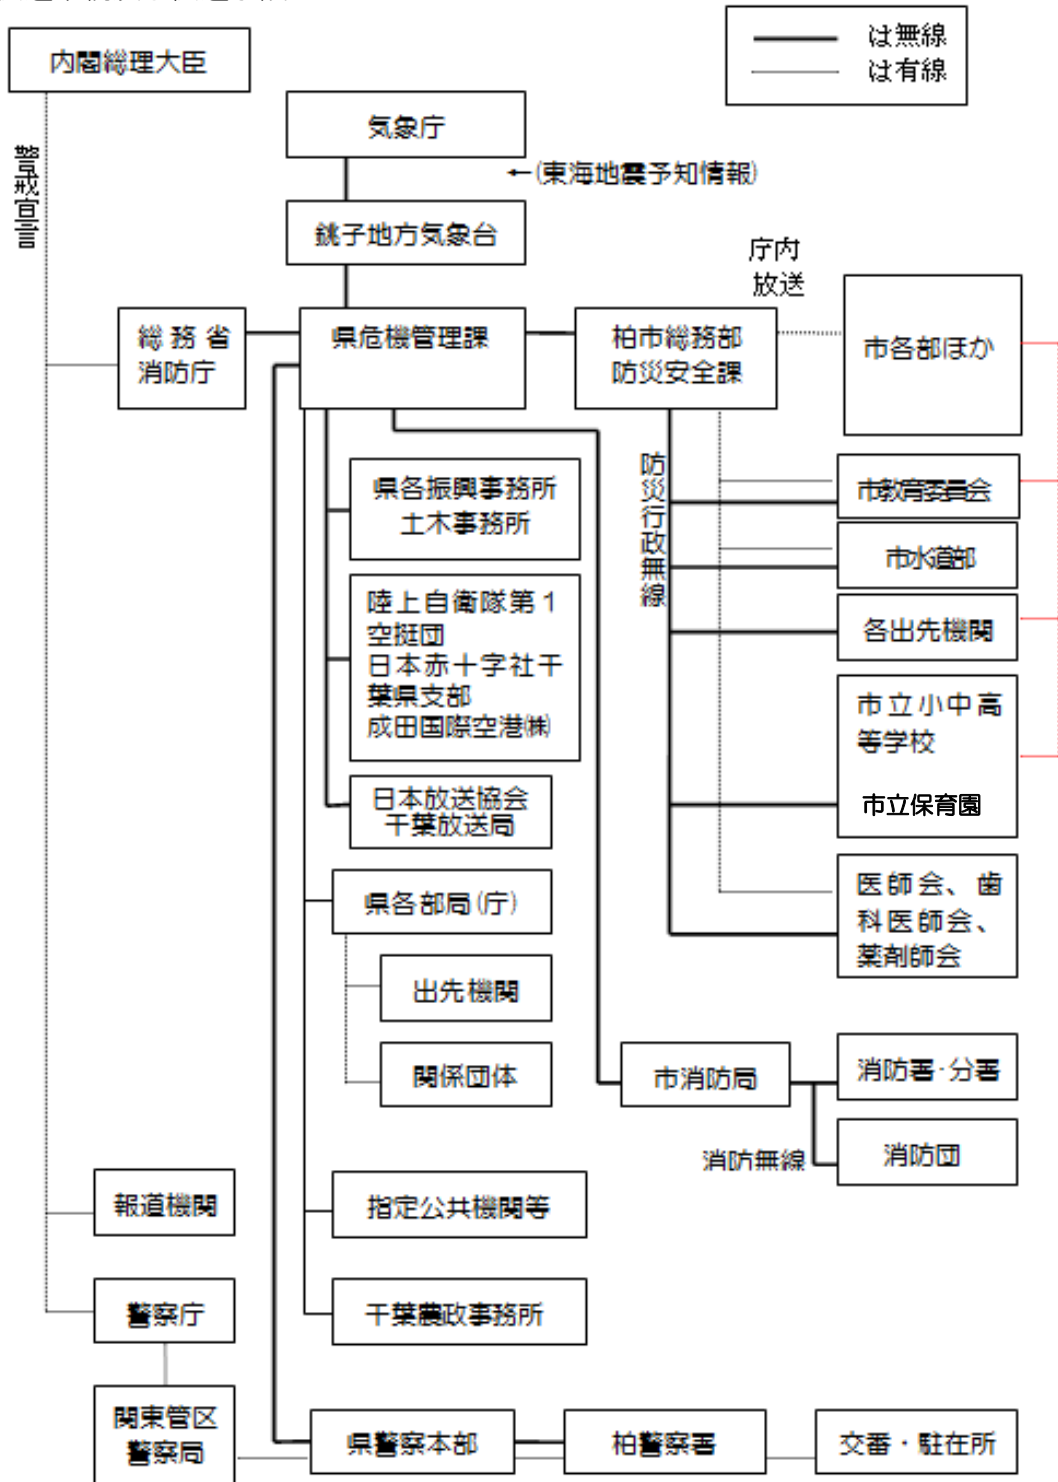 は無線
は有線
内閣総理大臣
警戒宣言
気象庁
←(東海地震予知情報)
銚子地方気象台
庁内
放送
総務省
消防庁
県危機管理課
柏市総務部
防災安全課
市各部ほか
防災行政無線
県各振興事務所
土木事務所
市教育委員会
市水道部
陸上自衛隊第1
空挺団
日本赤十字社千
葉県支部
成田国際空港㈱
各出先機関
市立小中高
等学校
市立保育園
日本放送協会
千葉放送局
県各部局(庁)
医師会、歯
科医師会、
薬剤師会
出先機関
関係団体
市消防局
消防署・分署
消防無線
消防団
報道機関
指定公共機関等
警察庁
千葉農政事務所
関東管区
警察局
県警察本部
柏警察署
交番・駐在所